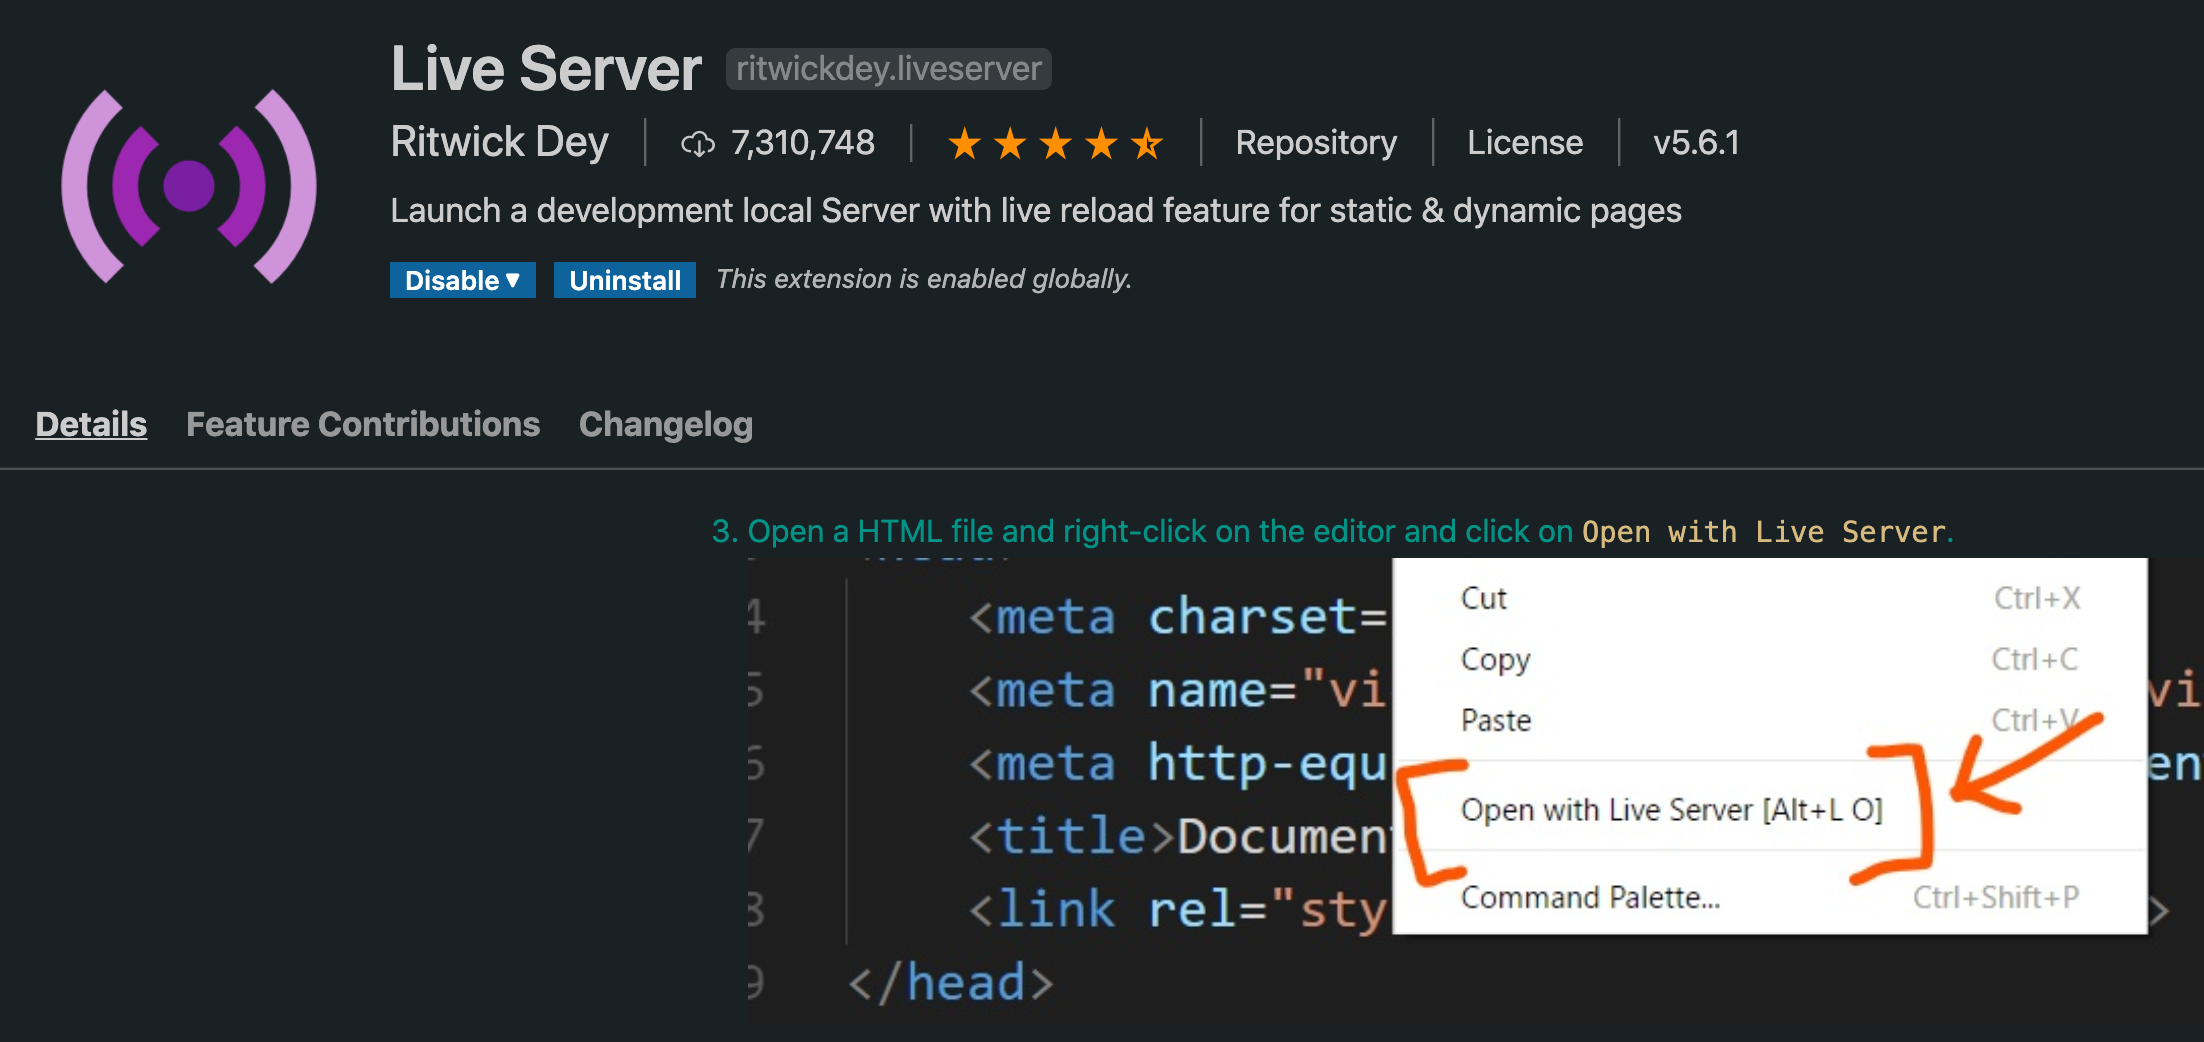 Live Server ritwickdey.liveserver
Ritwick Dey 7,310,748 Repository License v5.6.1
Launch a development local Server with live reload feature for static & dynamic pages
Disable Uninstall This extension is enabled globally.
Details Feature Contributions Changelog
3. Open a HTML file and right-click on the editor and click on Open with Live Server.
4 <meta charset=
5 <meta name="vi vi
6 <meta http-equ en
7 <title>Documen
8 <link rel="sty >
9 </head>
Cut Ctrl+X
Copy Ctrl+C
Paste Ctrl+V
Open with Live Server [Alt+L O]
Command Palette... Ctrl+Shift+P